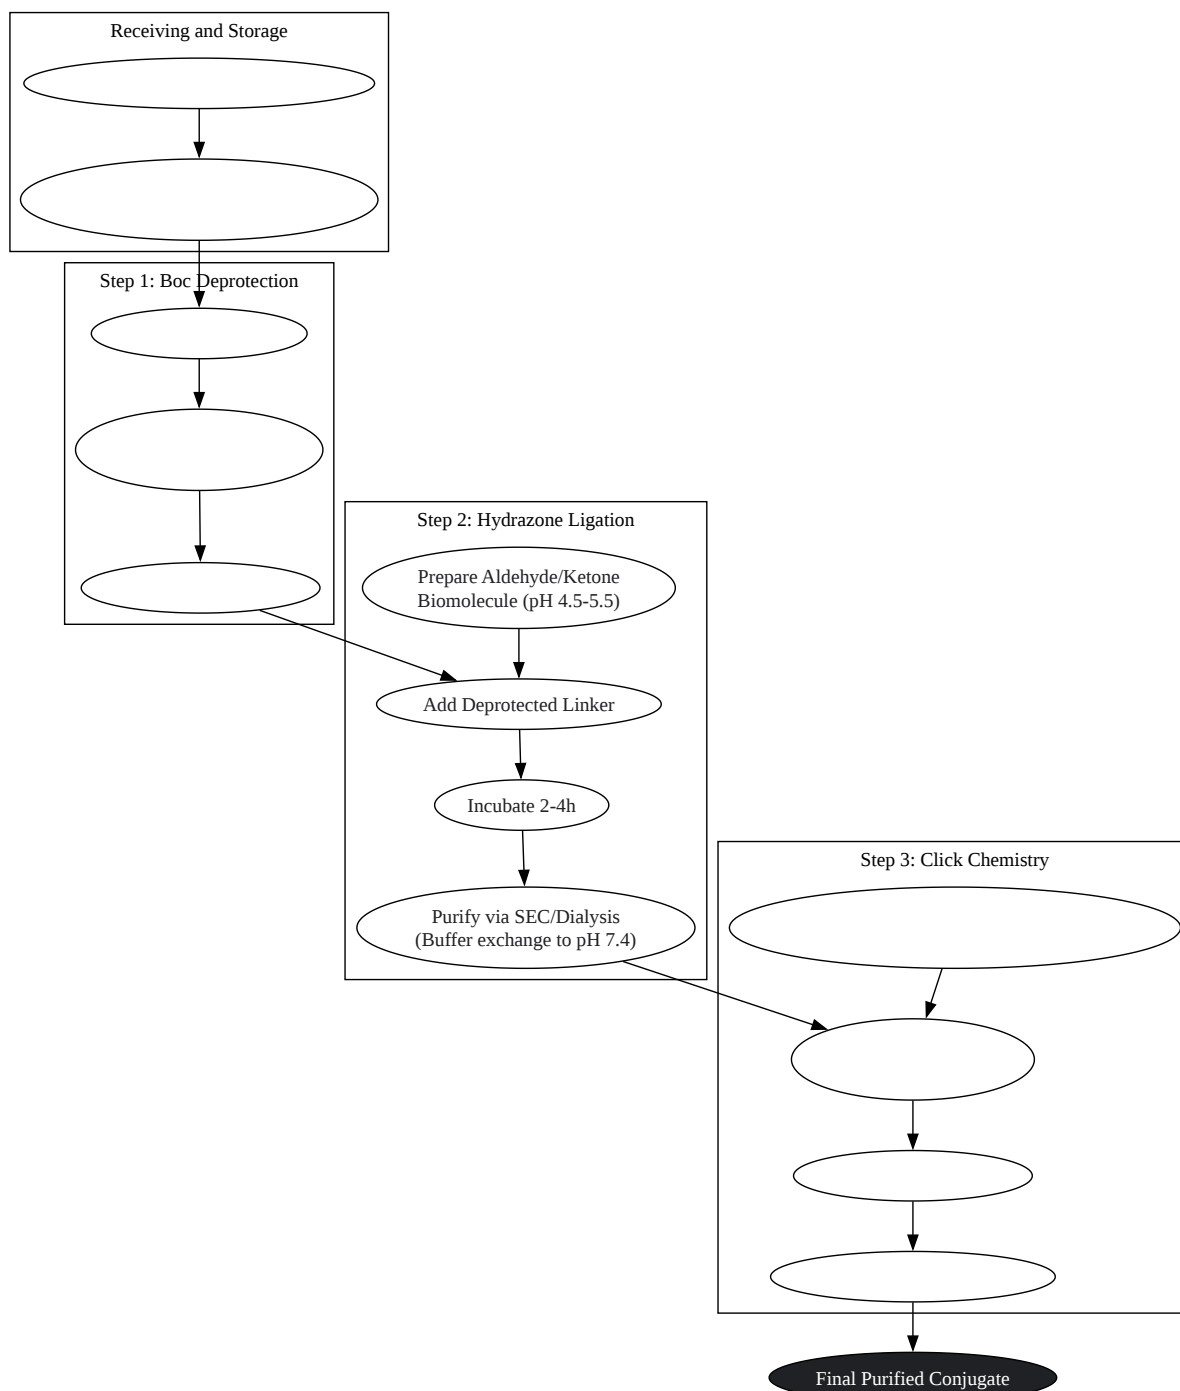 Receiving and Storage
Step 1: Boc Deprotection
Step 2: Hydrazone Ligation
Prepare Aldehyde/Ketone
Biomolecule (pH 4.5-5.5)
Add Deprotected Linker
Incubate 2-4h
Purify via SEC/Dialysis
(Buffer exchange to pH 7.4)
Step 3: Click Chemistry
Final Purified Conjugate